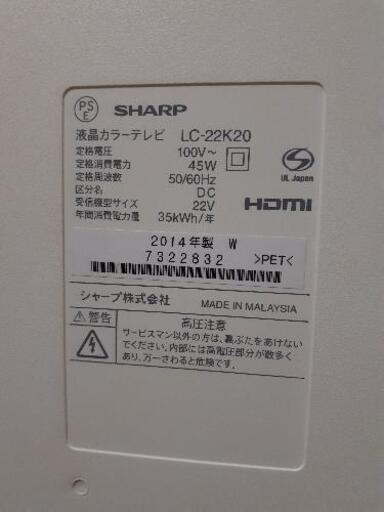 PS
E
SHARP
液晶カラーテレビ LC-22K20
定格電圧 100V～
定格消費電力 45W
定格周波数 50/60Hz
区分名 DC
受信機型サイズ 22V
年間消費電力量 35kWh/年
S
UL Japan
HDMI
2014年製 W
7322832
>PET<
シャープ株式会社 MADE IN MALAYSIA
⚠警告 高圧注意
サービスマン以外の方は、裏ぶたをあけない
でください。内部には高電圧部分が数多く
あり、万一さわると危険です。